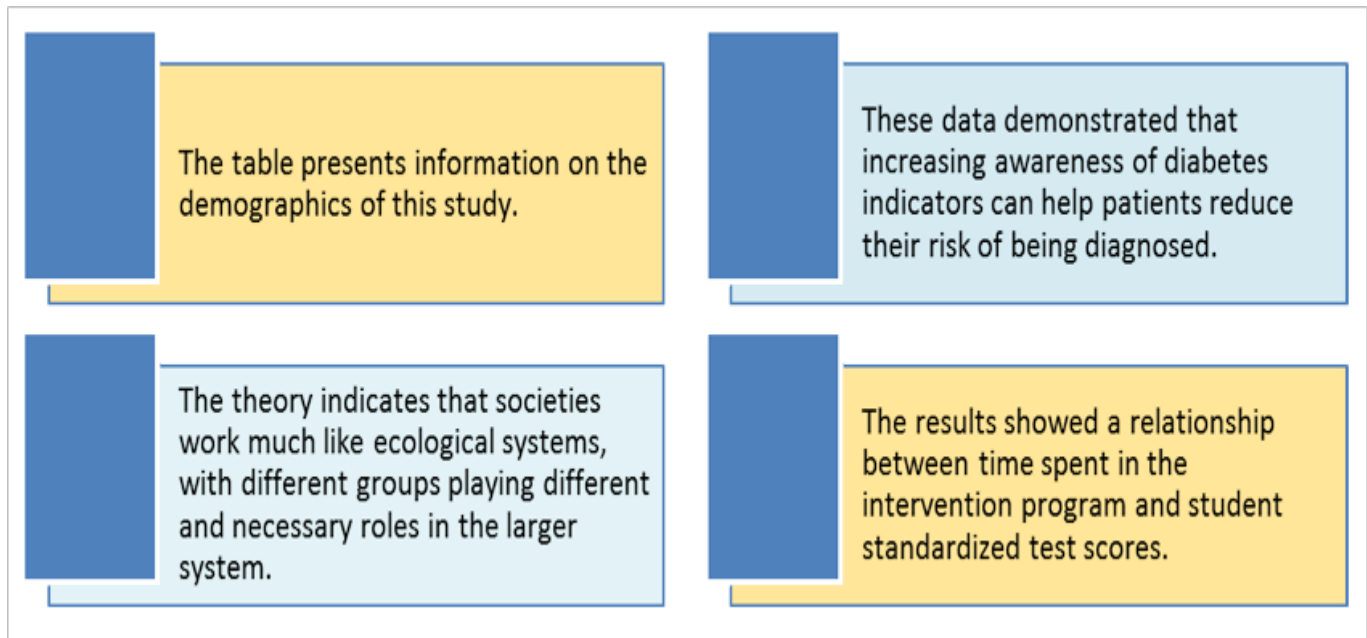 The table presents information on the
demographics of this study.
These data demonstrated that
increasing awareness of diabetes
indicators can help patients reduce
their risk of being diagnosed.
The theory indicates that societies
work much like ecological systems,
with different groups playing different
and necessary roles in the larger
system.
The results showed a relationship
between time spent in the
intervention program and student
standardized test scores.